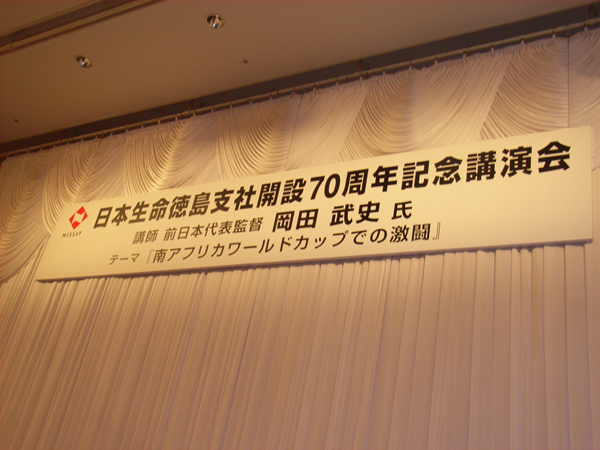 NISSAY
日本生命徳島支社開設70周年記念講演会
講師 前日本代表監督 岡田 武史 氏
テーマ『南アフリカワールドカップでの激闘』